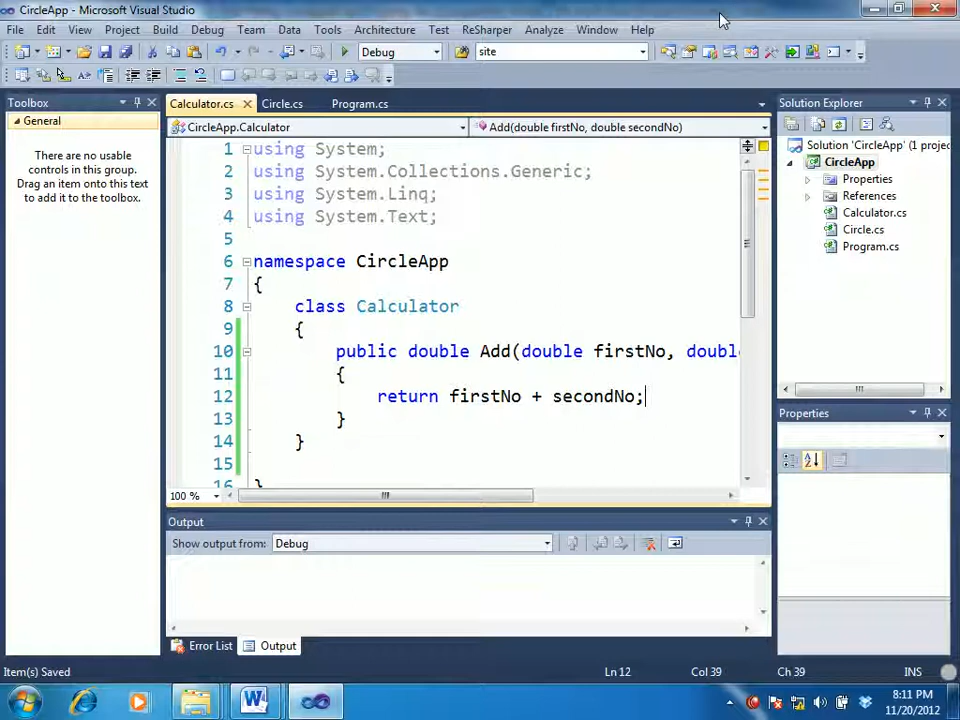 CircleApp - Microsoft Visual Studio
File Edit View Project Build Debug Team Data Tools Architecture Test ReSharper Analyze Window Help
Debug site
Toolbox
General
There are no usable
controls in this group.
Drag an item onto this text
to add it to the toolbox.
Calculator.cs Circle.cs Program.cs
CircleApp.Calculator Add(double firstNo, double secondNo)
1 using System;
2 using System.Collections.Generic;
3 using System.Linq;
4 using System.Text;
5
6 namespace CircleApp
7 {
8 class Calculator
9 {
10 public double Add(double firstNo, double
11 {
12 return firstNo + secondNo;
13 }
14 }
15
16 }
100 %
Solution Explorer
Solution 'CircleApp' (1 projec
CircleApp
Properties
References
Calculator.cs
Circle.cs
Program.cs
Properties
Output
Show output from: Debug
Error List Output
Item(s) Saved Ln 12 Col 39 Ch 39 INS
8:11 PM
11/20/2012